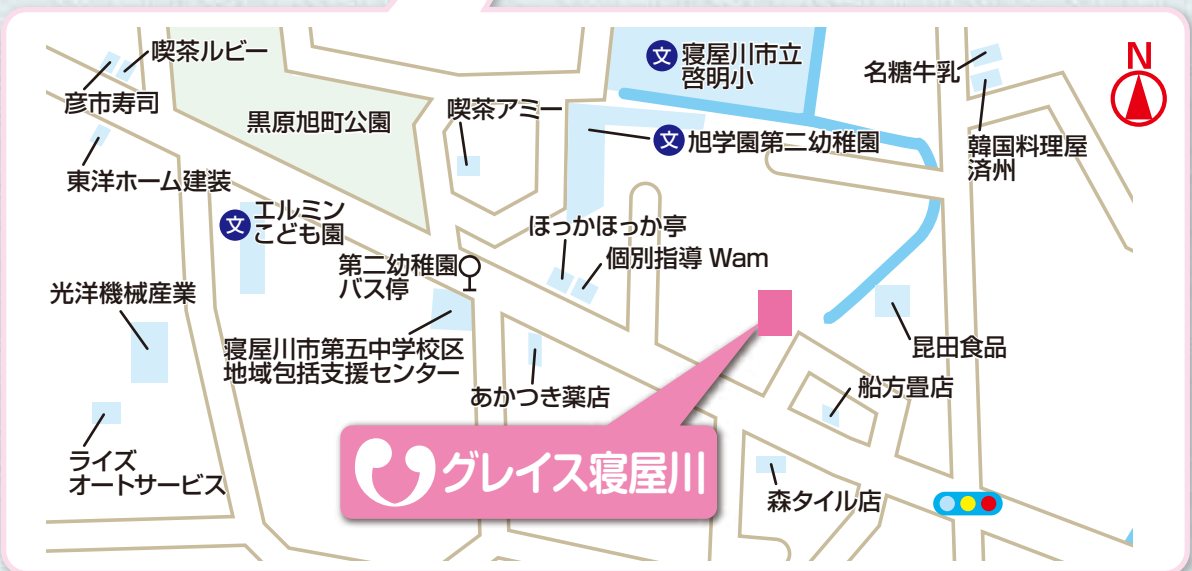 喫茶ルビー
彦市寿司
東洋ホーム建装
黒原旭町公園
喫茶アミー
文 寝屋川市立
啓明小
文 旭学園第二幼稚園
名糖牛乳
韓国料理屋
済州
N
文 エルミン
こども園
第二幼稚園
バス停
ほっかほっか亭
個別指導 Wam
光洋機械産業
寝屋川市第五中学校区
地域包括支援センター
あかつき薬店
昆田食品
船方畳店
ライズ
オートサービス
グレイス寝屋川
森タイル店